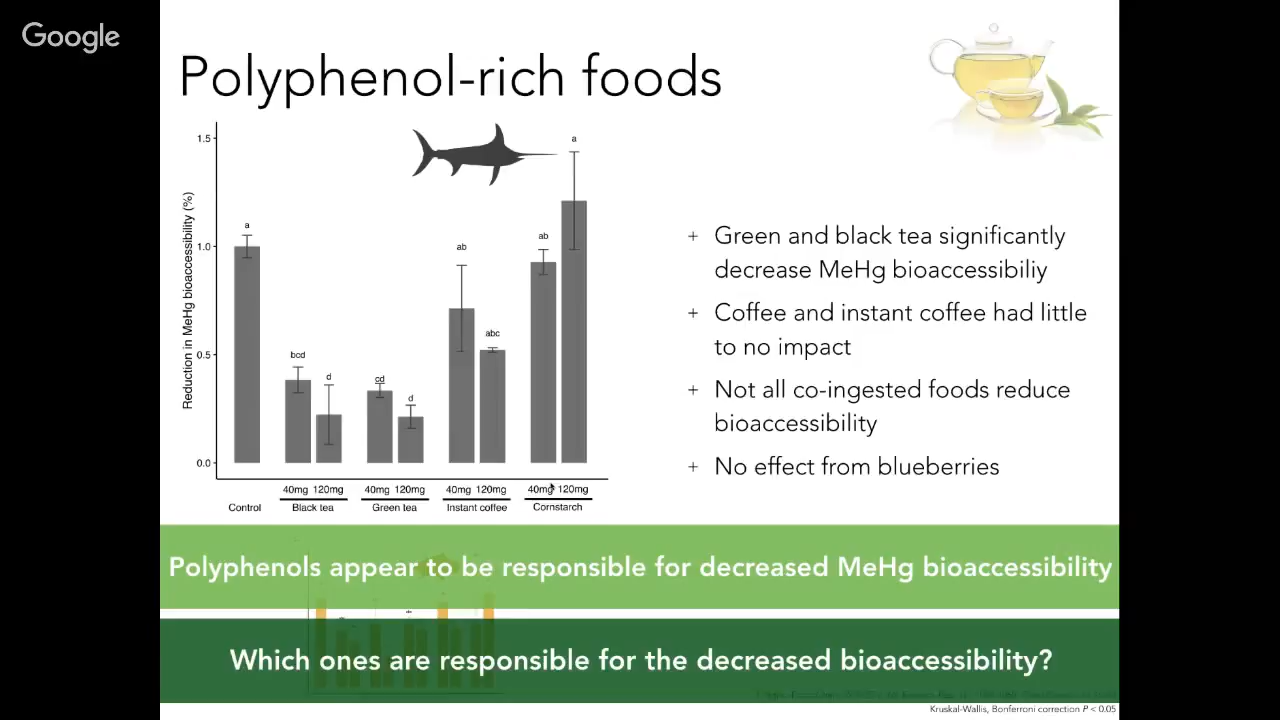 Google
Polyphenol-rich foods
Reduction in MeHg bioaccessibility (%)
1.5
1.0
0.5
0.0
a
bcd
d
cd
d
ab
abc
ab
a
40mg 120mg
40mg 120mg
40mg 120mg
40mg 120mg
Control
Black tea
Green tea
Instant coffee
Cornstarch
+ Green and black tea significantly
decrease MeHg bioaccessibiliy
+ Coffee and instant coffee had little
to no impact
+ Not all co-ingested foods reduce
bioaccessibility
+ No effect from blueberries
Polyphenols appear to be responsible for decreased MeHg bioaccessibility
Which ones are responsible for the decreased bioaccessibility?
Kruskal-Wallis, Bonferroni correction P < 0.05